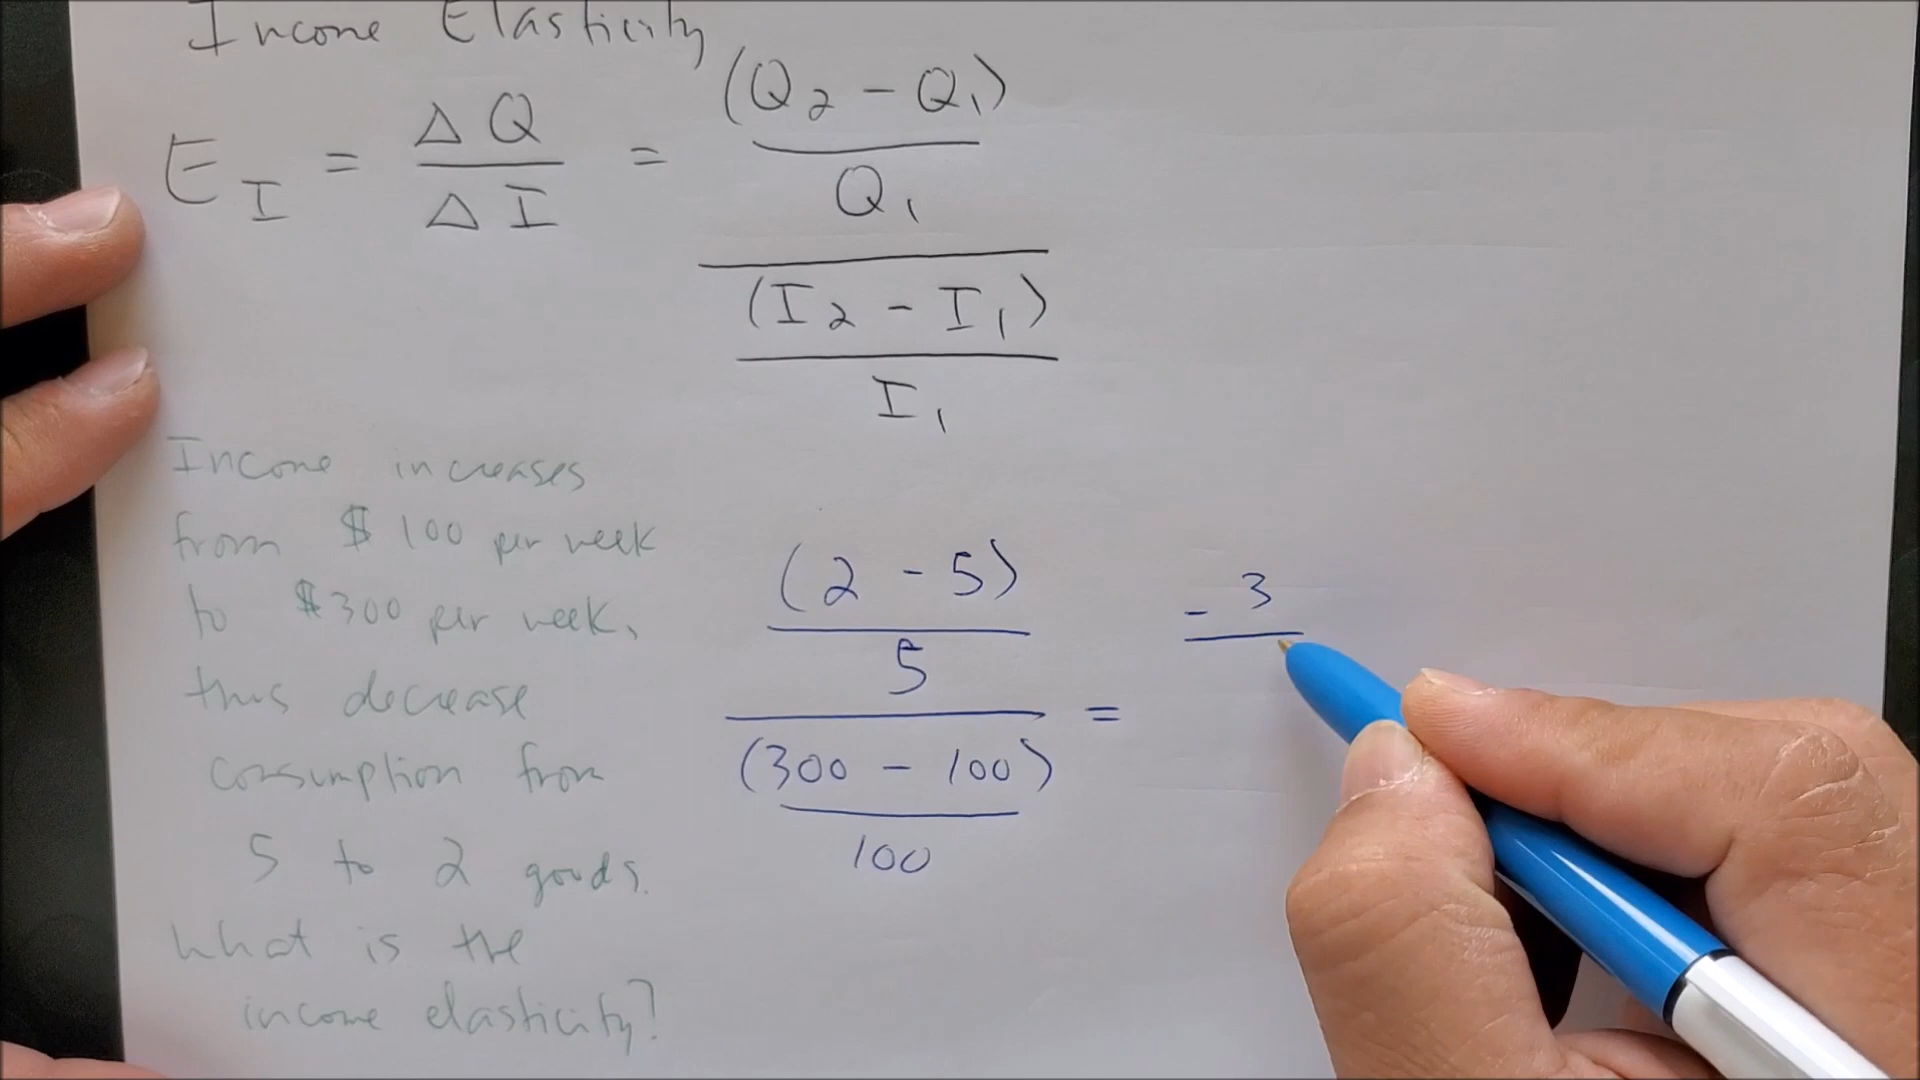 Income Elasticity
E_I = ΔQ / ΔI = ((Q2 - Q1) / Q1) / ((I2 - I1) / I1)
Income increases
from $100 per week
to $300 per week,
thus decrease
consumption from
5 to 2 goods.
What is the
income elasticity?
((2 - 5) / 5) / ((300 - 100) / 100) = - 3